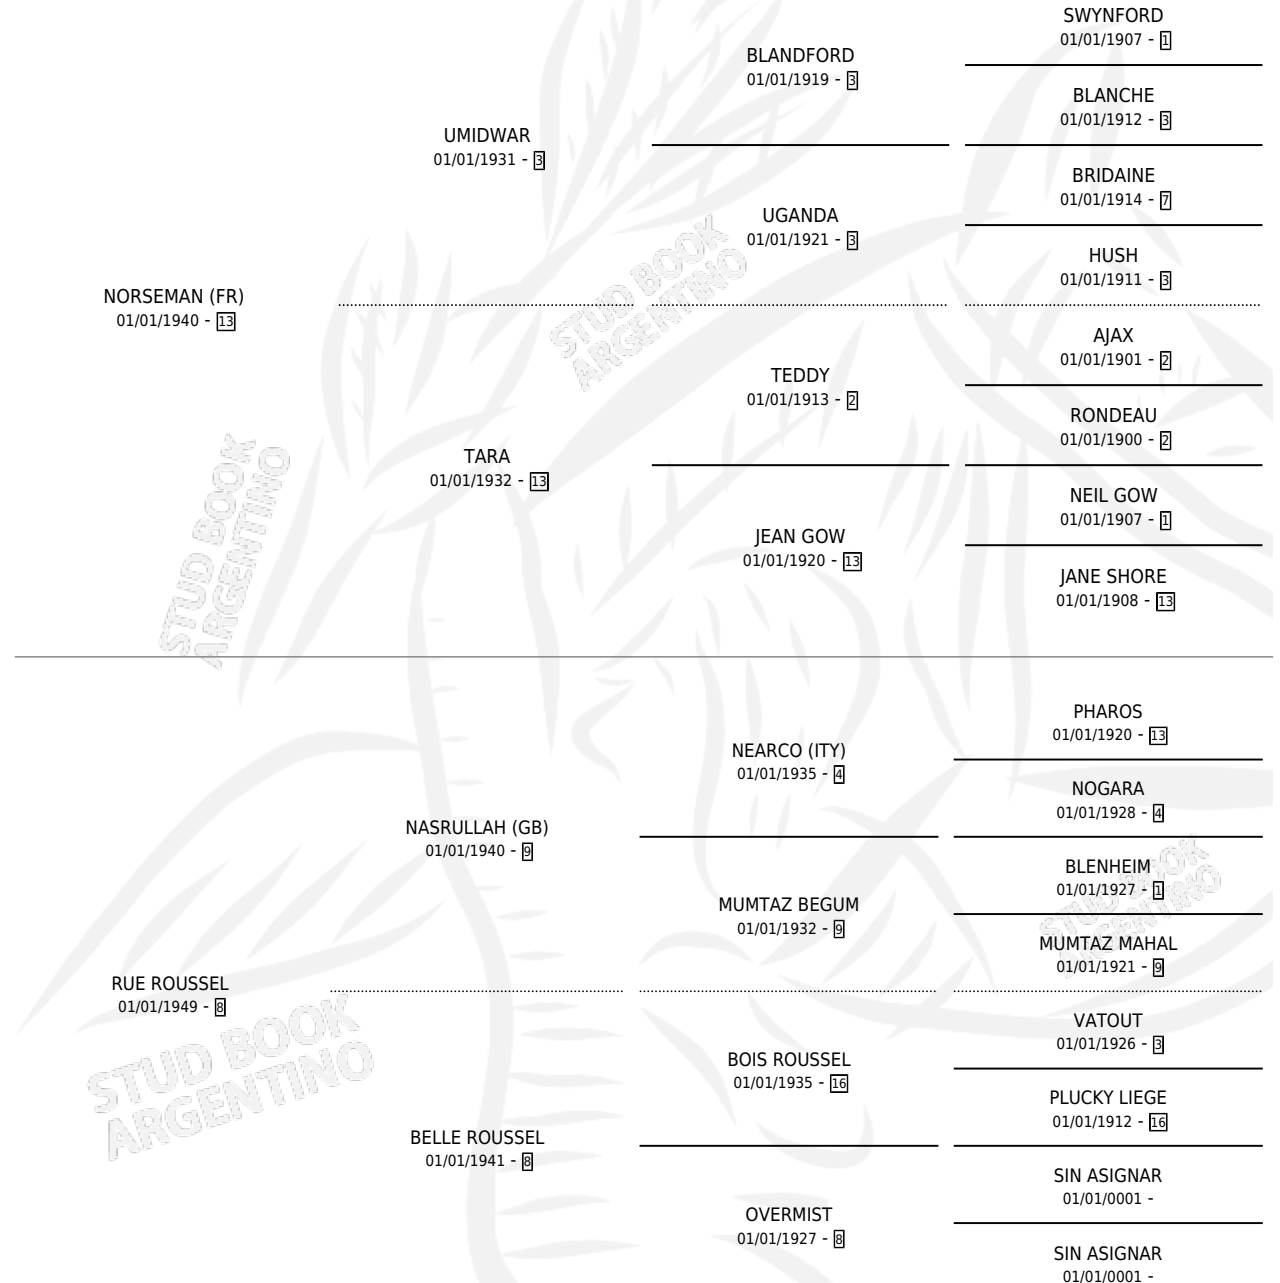 SWYNFORD
01/01/1907 - 1
BLANDFORD
01/01/1919 - 3
BLANCHE
01/01/1912 - 3
UMIDWAR
01/01/1931 - 3
BRIDAINE
01/01/1914 - 7
UGANDA
01/01/1921 - 3
HUSH
01/01/1911 - 3
NORSEMAN (FR)
01/01/1940 - 13
AJAX
01/01/1901 - 2
TEDDY
01/01/1913 - 2
RONDEAU
01/01/1900 - 2
TARA
01/01/1932 - 13
NEIL GOW
01/01/1907 - 1
JEAN GOW
01/01/1920 - 13
JANE SHORE
01/01/1908 - 13
PHAROS
01/01/1920 - 13
NEARCO (ITY)
01/01/1935 - 4
NOGARA
01/01/1928 - 4
NASRULLAH (GB)
01/01/1940 - 9
BLENHEIM
01/01/1927 - 1
MUMTAZ BEGUM
01/01/1932 - 9
MUMTAZ MAHAL
01/01/1921 - 9
RUE ROUSSEL
01/01/1949 - 8
VATOUT
01/01/1926 - 3
BOIS ROUSSEL
01/01/1935 - 16
PLUCKY LIEGE
01/01/1912 - 16
BELLE ROUSSEL
01/01/1941 - 8
SIN ASIGNAR
01/01/0001 -
OVERMIST
01/01/1927 - 8
SIN ASIGNAR
01/01/0001 -
STUD BOOK
ARGENTINO
STUD BOOK
ARGENTINO
STUD BOOK
ARGENTINO
STUD BOOK
ARGENTINO